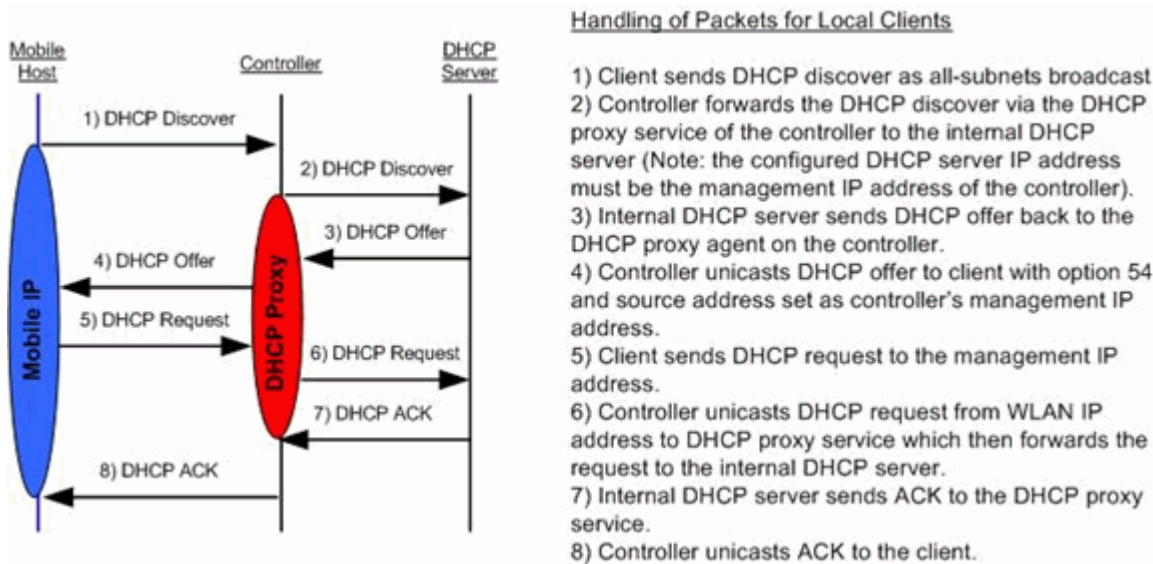 Mobile
Host
Controller
DHCP
Server
1) DHCP Discover
2) DHCP Discover
3) DHCP Offer
4) DHCP Offer
5) DHCP Request
6) DHCP Request
7) DHCP ACK
8) DHCP ACK
Mobile IP
DHCP Proxy
Handling of Packets for Local Clients
1) Client sends DHCP discover as all-subnets broadcast
2) Controller forwards the DHCP discover via the DHCP
proxy service of the controller to the internal DHCP
server (Note: the configured DHCP server IP address
must be the management IP address of the controller).
3) Internal DHCP server sends DHCP offer back to the
DHCP proxy agent on the controller.
4) Controller unicasts DHCP offer to client with option 54
and source address set as controller's management IP
address.
5) Client sends DHCP request to the management IP
address.
6) Controller unicasts DHCP request from WLAN IP
address to DHCP proxy service which then forwards the
request to the internal DHCP server.
7) Internal DHCP server sends ACK to the DHCP proxy
service.
8) Controller unicasts ACK to the client.